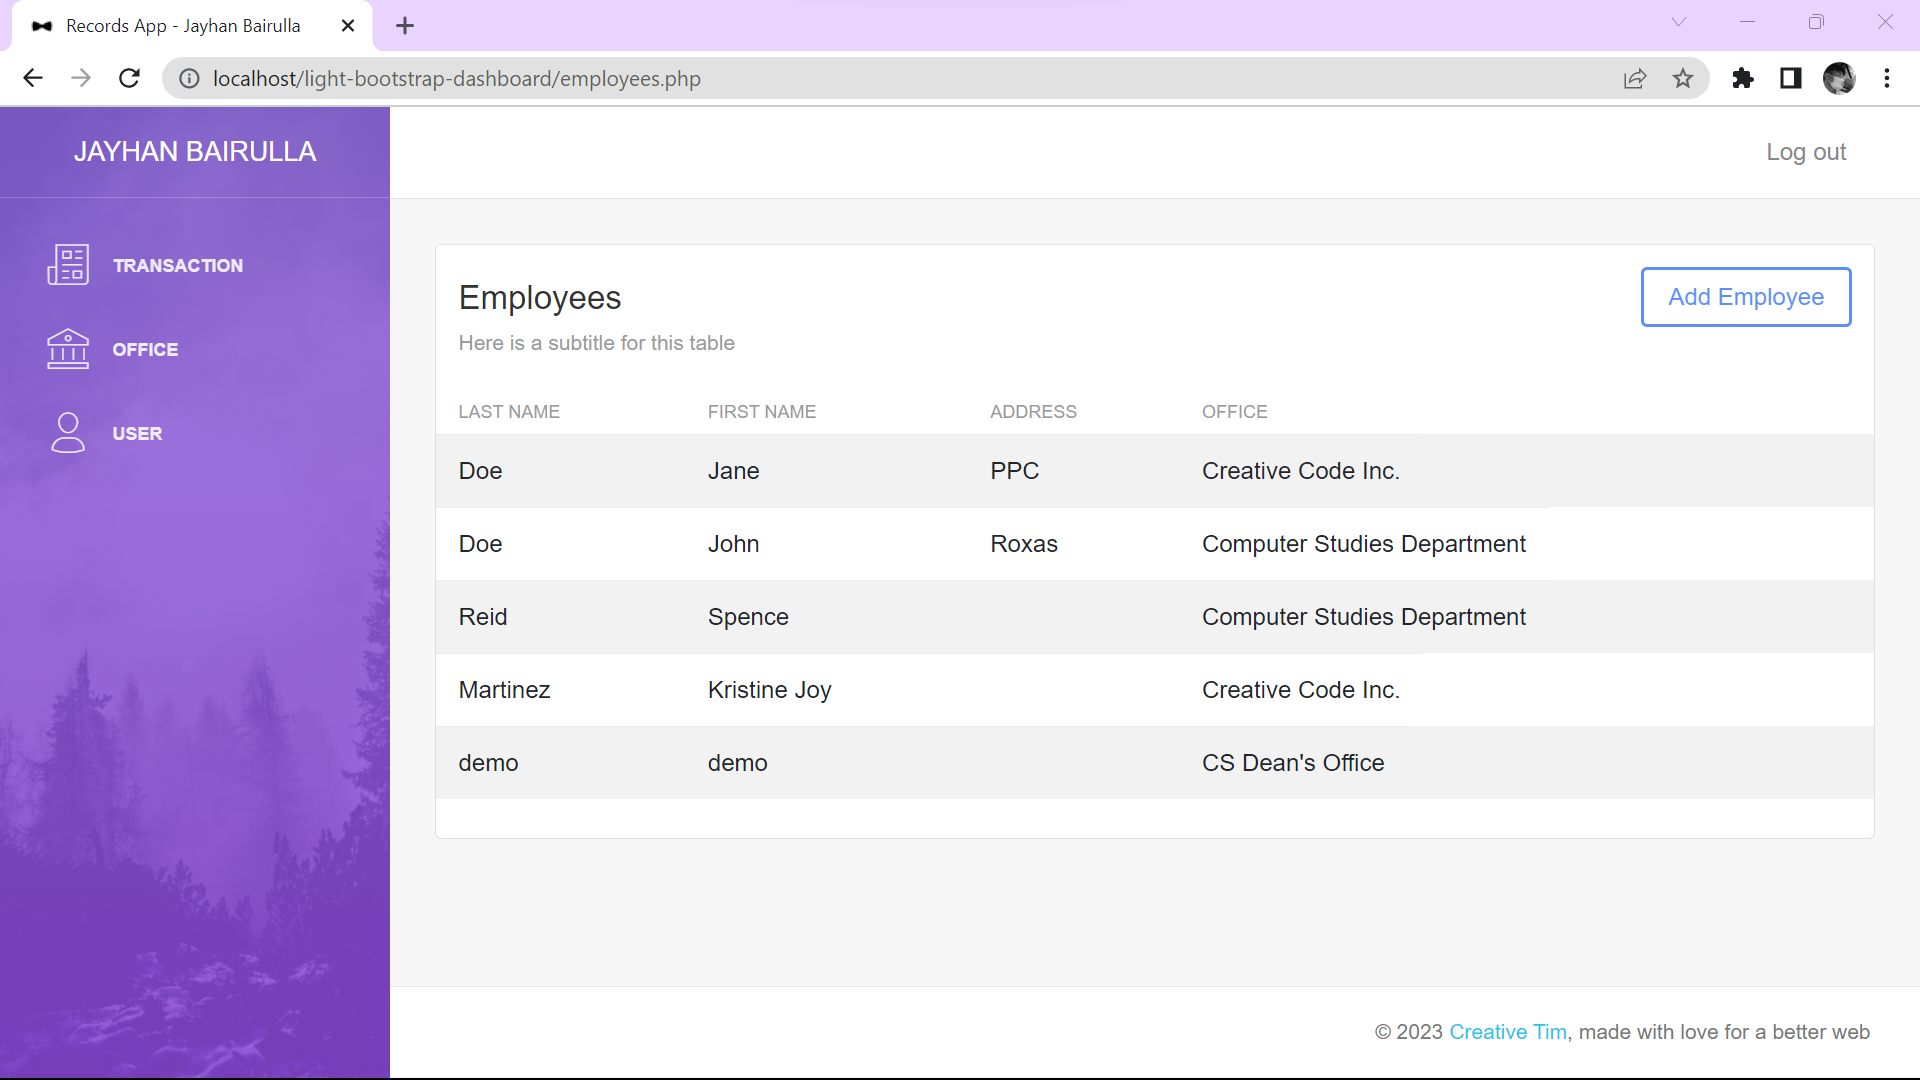 Records App - Jayhan Bairulla
localhost/light-bootstrap-dashboard/employees.php
JAYHAN BAIRULLA
Log out
TRANSACTION
OFFICE
USER
Employees
Add Employee
Here is a subtitle for this table
LAST NAME FIRST NAME ADDRESS OFFICE
Doe Jane PPC Creative Code Inc.
Doe John Roxas Computer Studies Department
Reid Spence Computer Studies Department
Martinez Kristine Joy Creative Code Inc.
demo demo CS Dean's Office
© 2023 Creative Tim, made with love for a better web